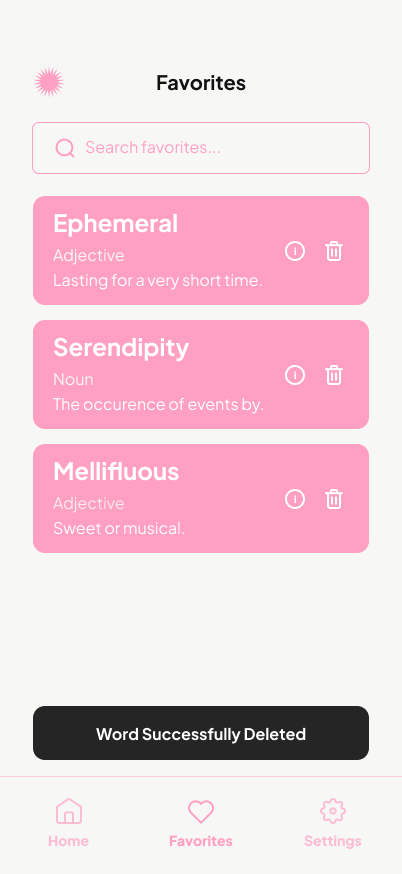 Favorites
Search favorites...
Ephemeral
Adjective
Lasting for a very short time.
Serendipity
Noun
The occurence of events by.
Mellifluous
Adjective
Sweet or musical.
Word Successfully Deleted
Home Favorites Settings